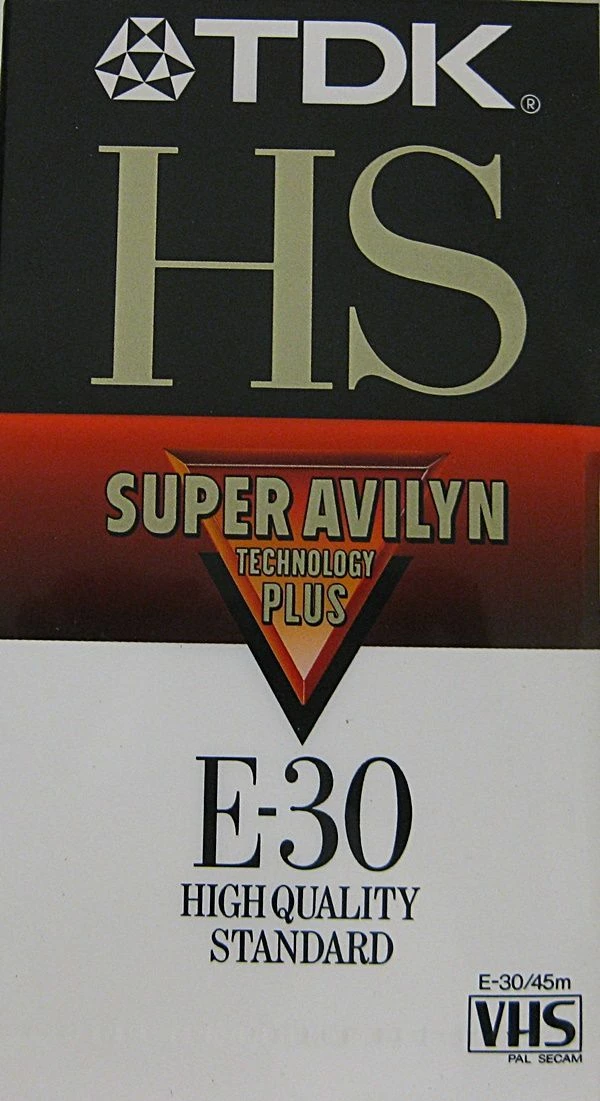 TDK®
HS
SUPER AVILYN
TECHNOLOGY
PLUS
E-30
HIGH QUALITY
STANDARD
E-30/45m
VHS
PAL SECAM